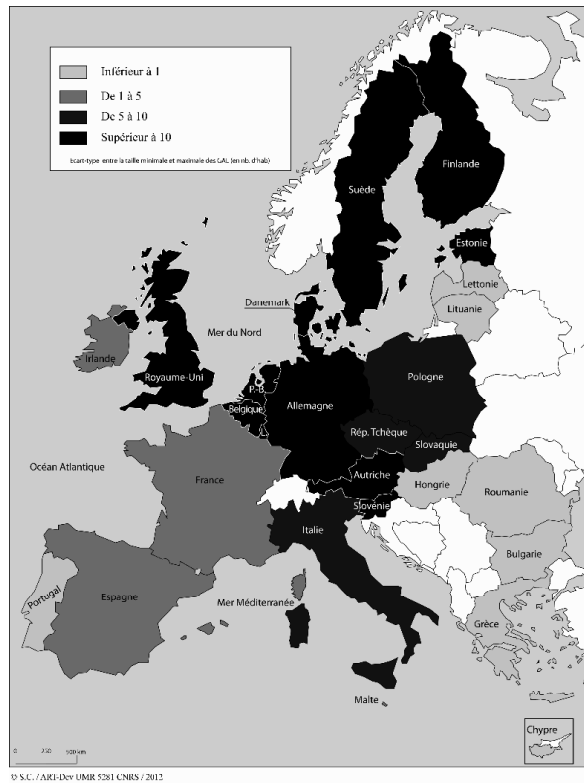 Inférieur à 1
De 1 à 5
De 5 à 10
Supérieur à 10
Ecart-type entre la taille minimale et maximale des GAL (en nb. d'hab)
Finlande
Suède
Estonie
Lettonie
Danemark
Lituanie
Mer du Nord
Irlande
Royaume-Uni
Pologne
P.-B.
Belgique
Allemagne
Rép. Tchèque
Slovaquie
Océan Atlantique
Autriche
France
Hongrie
Roumanie
Slovénie
Italie
Bulgarie
Portugal
Espagne
Mer Méditerranée
Grèce
Malte
Chypre
0 250 500 km
© S.C. / ART-Dev UMR 5281 CNRS / 2012